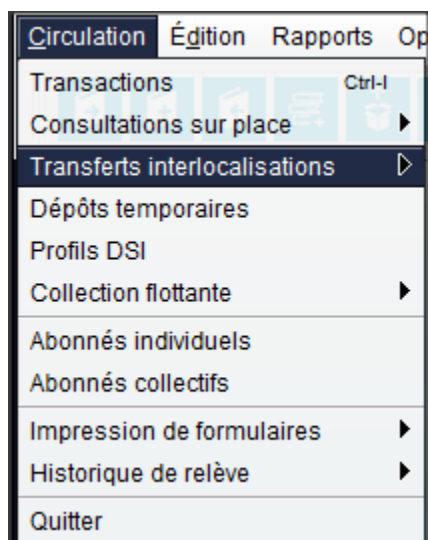 Circulation Édition Rapports Op
Transactions Ctrl-I
Consultations sur place
Transferts interlocalisations
Dépôts temporaires
Profils DSI
Collection flottante
Abonnés individuels
Abonnés collectifs
Impression de formulaires
Historique de relève
Quitter